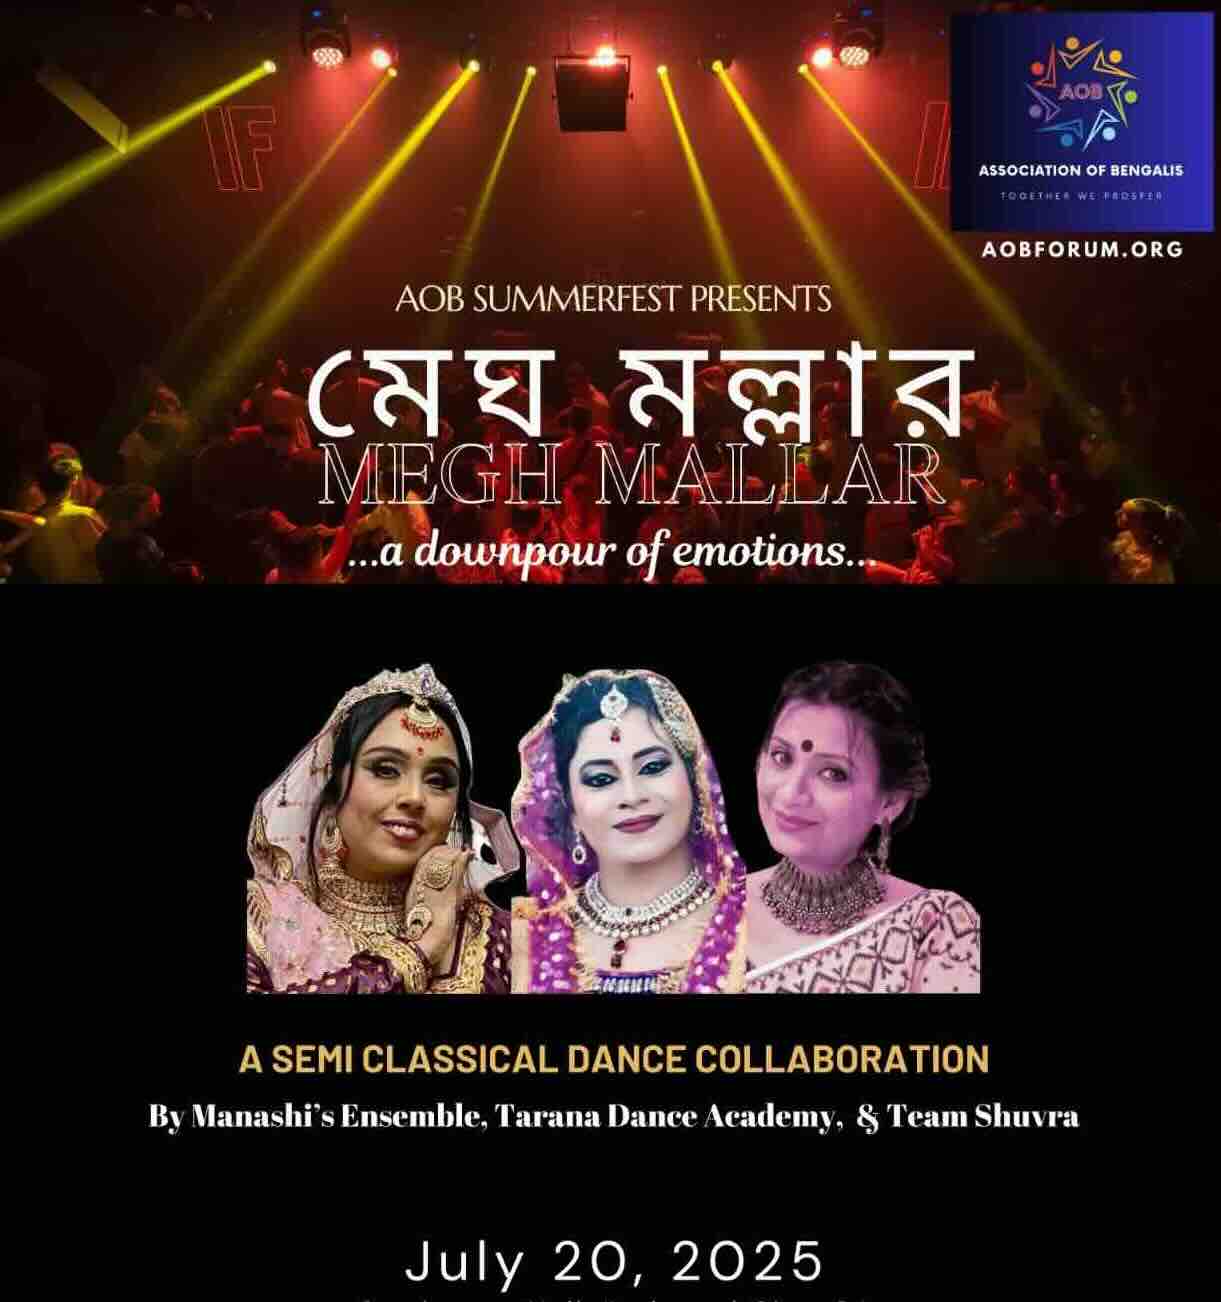 IF
AOB
ASSOCIATION OF BENGALIS
TOGETHER WE PROSPER
AOBFORUM.ORG
AOB SUMMERFEST PRESENTS
মেঘ মল্লার
MEGH MALLAR
...a downpour of emotions...
A SEMI CLASSICAL DANCE COLLABORATION
By Manashi's Ensemble, Tarana Dance Academy, & Team Shuvra
July 20, 2025